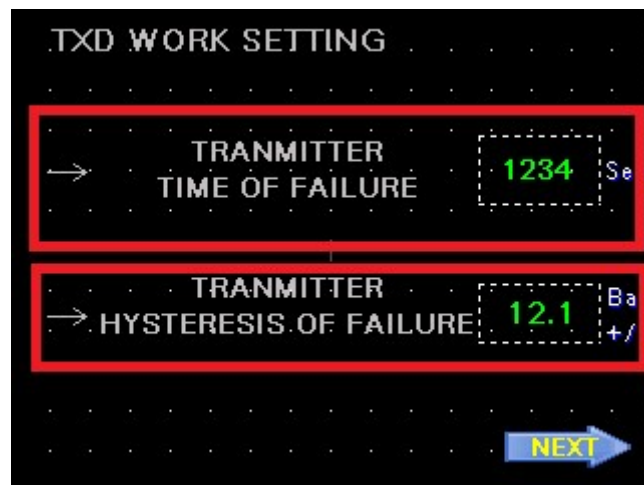 TXD WORK SETTING
TRANMITTER
TIME OF FAILURE
1234 Se
TRANMITTER
HYSTERESIS OF FAILURE
12.1
Ba
+/
NEXT